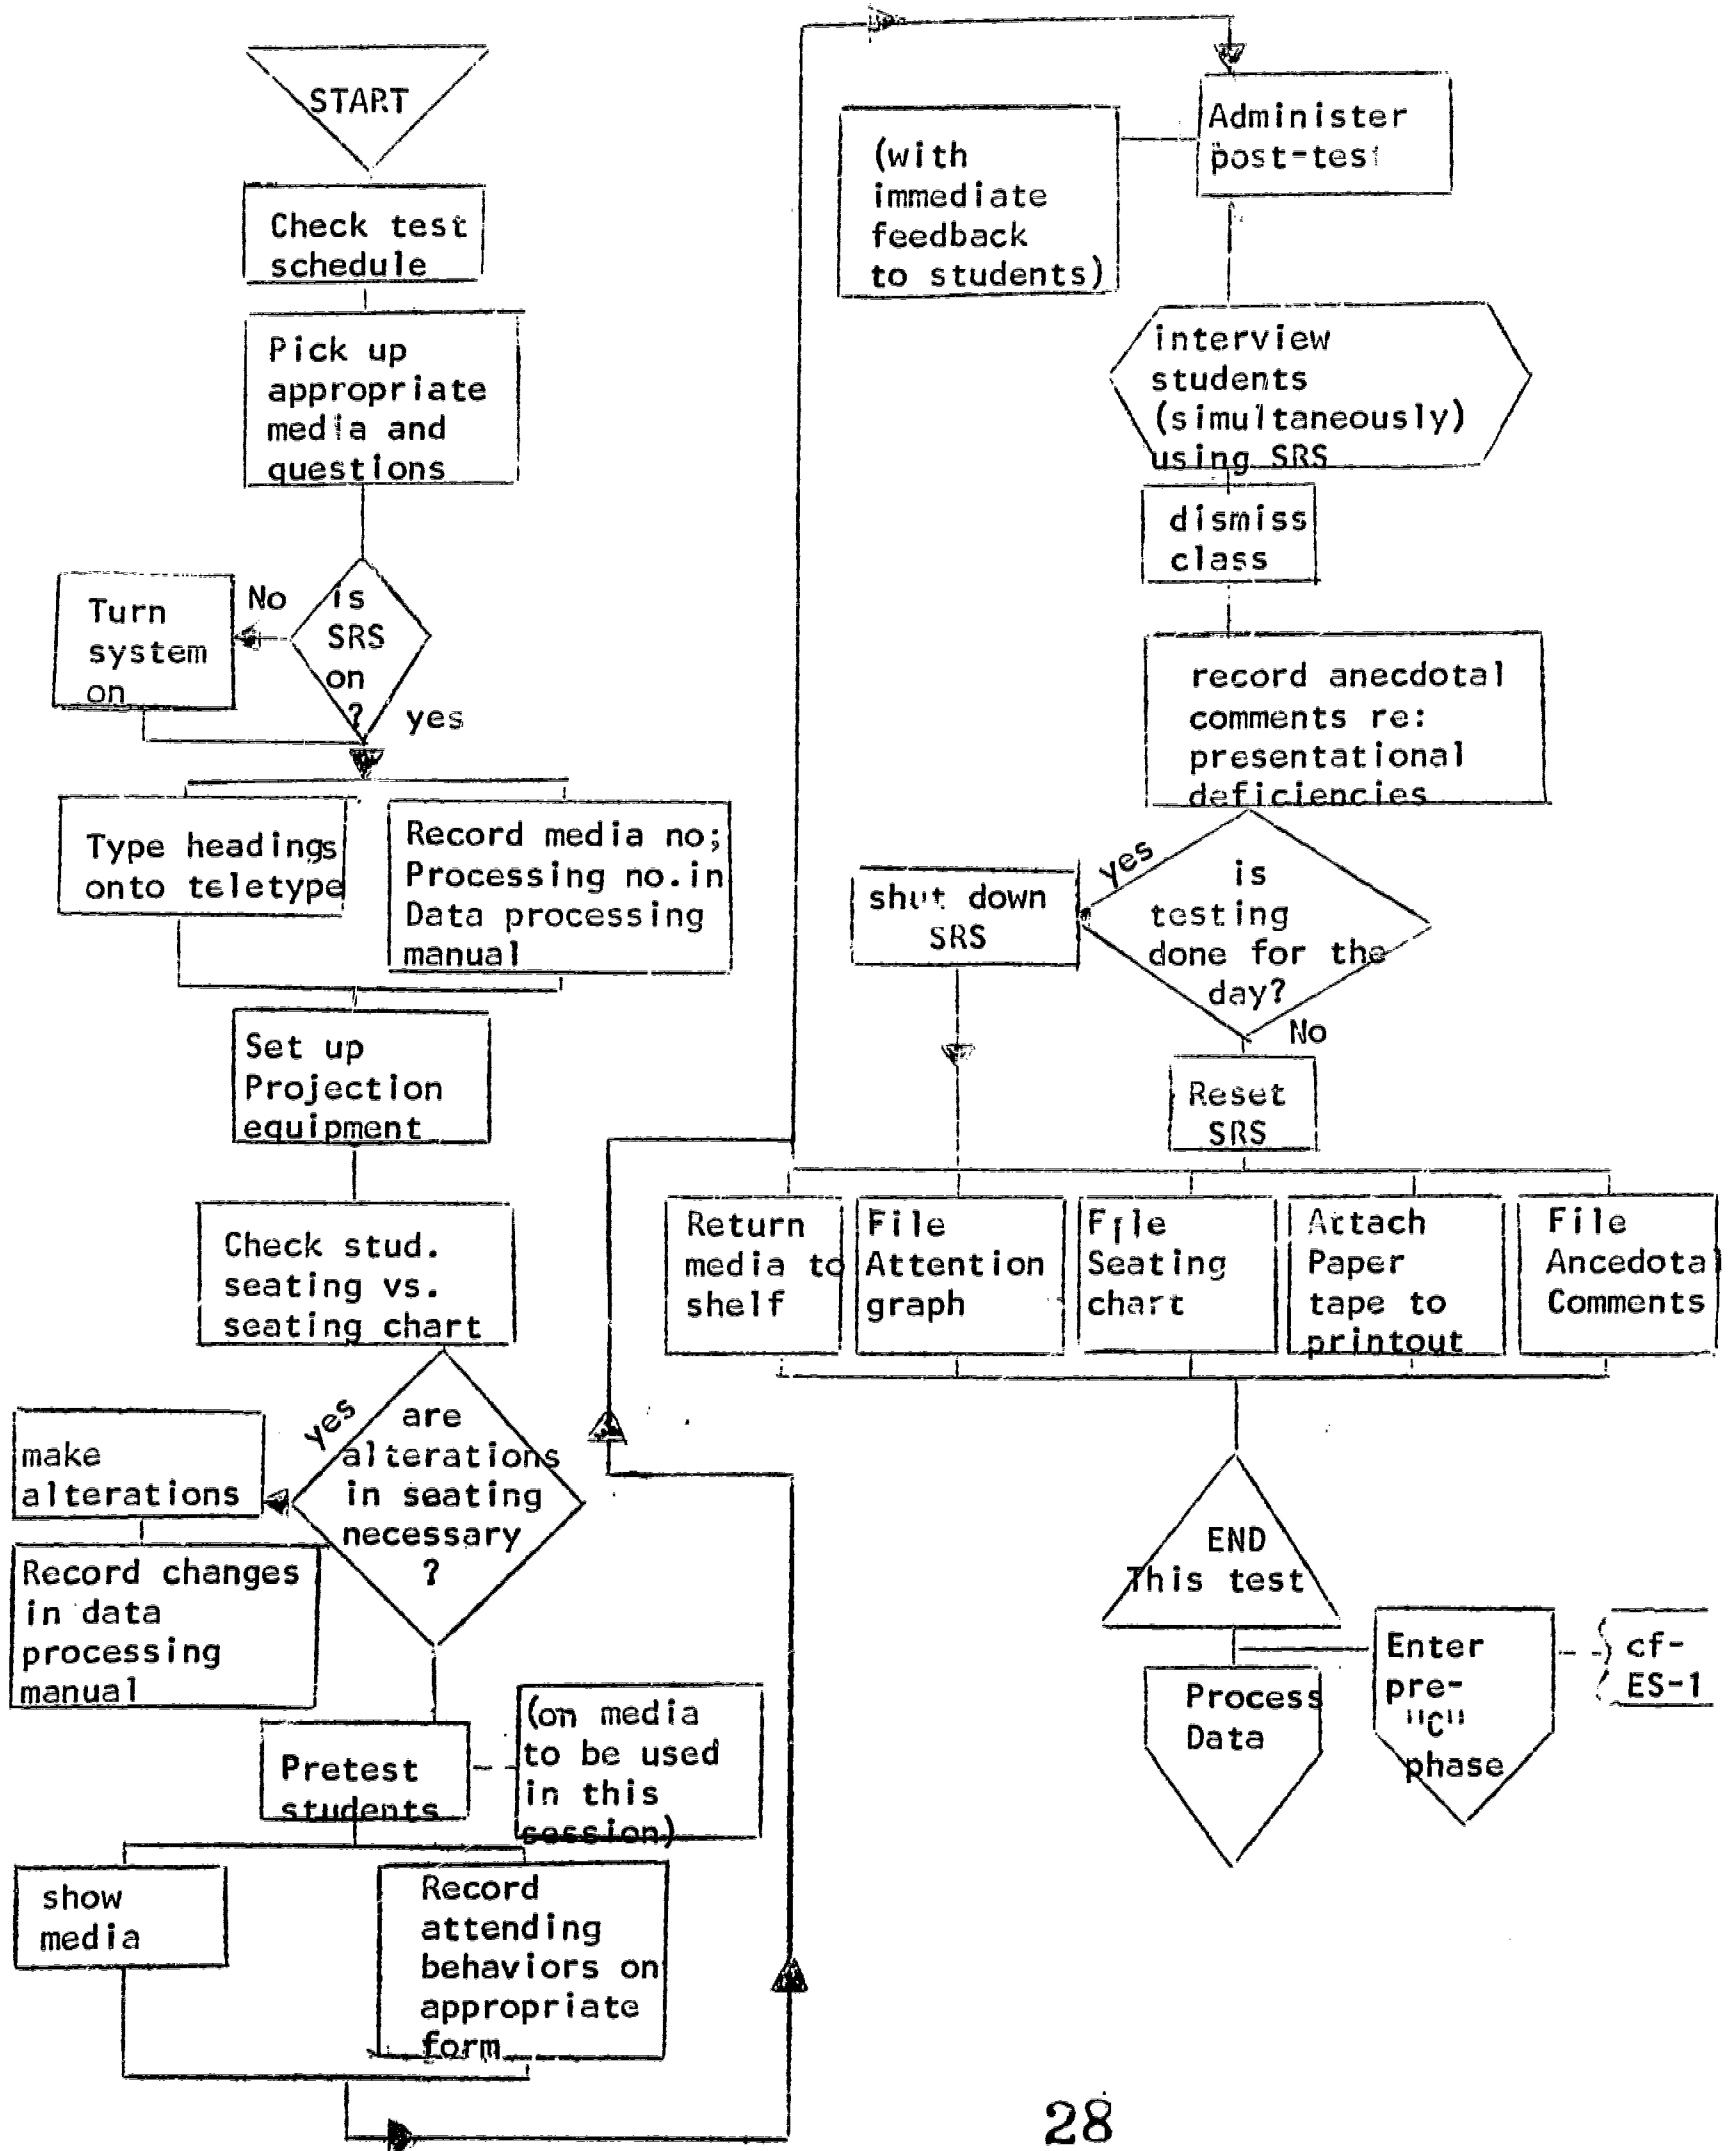 START
Check test
schedule
Pick up
appropriate
media and
questions
is
SRS
on
?
No
yes
Turn
system
on
Type headings
onto teletype
Record media no;
Processing no.in
Data processing
manual
Set up
Projection
equipment
Check stud.
seating vs.
seating chart
are
alterations
in seating
necessary
?
yes
make
alterations
Record changes
in data
processing
manual
Pretest
students
(on media
to be used
in this
session)
show
media
Record
attending
behaviors on
appropriate
form
Administer
post-test
(with
immediate
feedback
to students)
interview
students
(simultaneously)
using SRS
dismiss
class
record anecdotal
comments re:
presentational
deficiencies
is
testing
done for the
day?
yes
No
shut down
SRS
Reset
SRS
Return
media to
shelf
File
Attention
graph
File
Seating
chart
Attach
Paper
tape to
printout
File
Ancedotal
Comments
END
This test
Process
Data
Enter
pre-
"C"
phase
cf-
ES-1
28